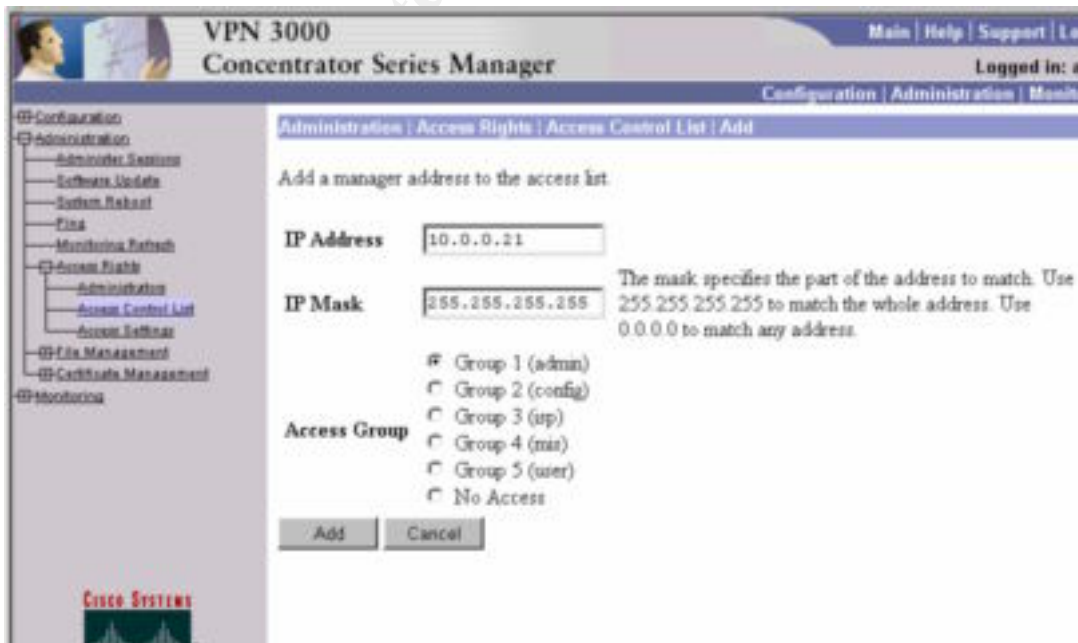 VPN 3000
Concentrator Series Manager
Main | Help | Support | Lo
Logged in: a
Configuration | Administration | Monit
Configuration
Administration
Administer Sessions
Software Update
System Reboot
Ping
Monitoring Refresh
Access Rights
Administrators
Access Control List
Access Settings
File Management
Certificate Management
Monitoring
Administration | Access Rights | Access Control List | Add
Add a manager address to the access list.
IP Address
10.0.0.21
IP Mask
255.255.255.255
The mask specifies the part of the address to match. Use
255.255.255.255 to match the whole address. Use
0.0.0.0 to match any address.
Access Group
Group 1 (admin)
Group 2 (config)
Group 3 (isp)
Group 4 (mis)
Group 5 (user)
No Access
Add
Cancel
CISCO SYSTEMS